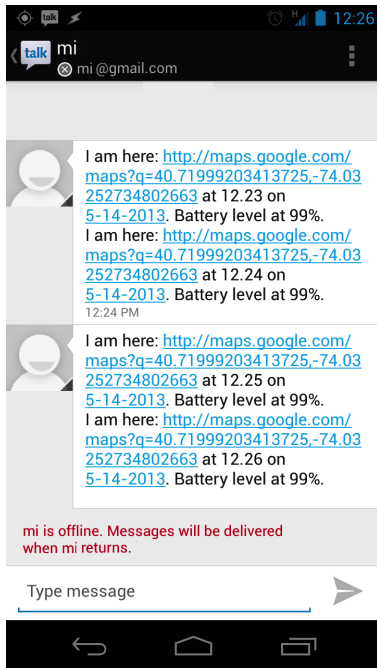 talk
H
12:26
talk
mi
mi @gmail.com
I am here: http://maps.google.com/
maps?q=40.71999203413725,-74.03
252734802663 at 12.23 on
5-14-2013. Battery level at 99%.
I am here: http://maps.google.com/
maps?q=40.71999203413725,-74.03
252734802663 at 12.24 on
5-14-2013. Battery level at 99%.
12:24 PM
I am here: http://maps.google.com/
maps?q=40.71999203413725,-74.03
252734802663 at 12.25 on
5-14-2013. Battery level at 99%.
I am here: http://maps.google.com/
maps?q=40.71999203413725,-74.03
252734802663 at 12.26 on
5-14-2013. Battery level at 99%.
mi is offline. Messages will be delivered
when mi returns.
Type message